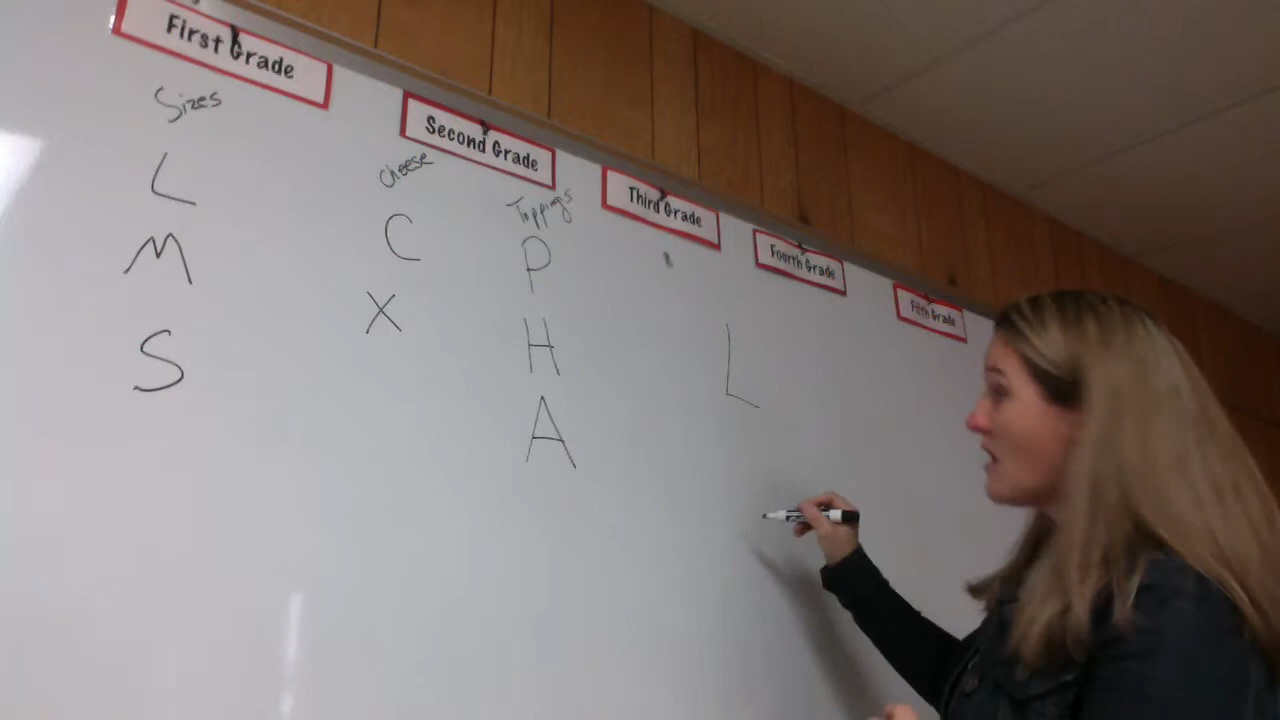 First Grade
Second Grade
Third Grade
Fourth Grade
Fifth Grade
Sizes
L
M
S
Cheese
C
X
Toppings
P
H
A
L